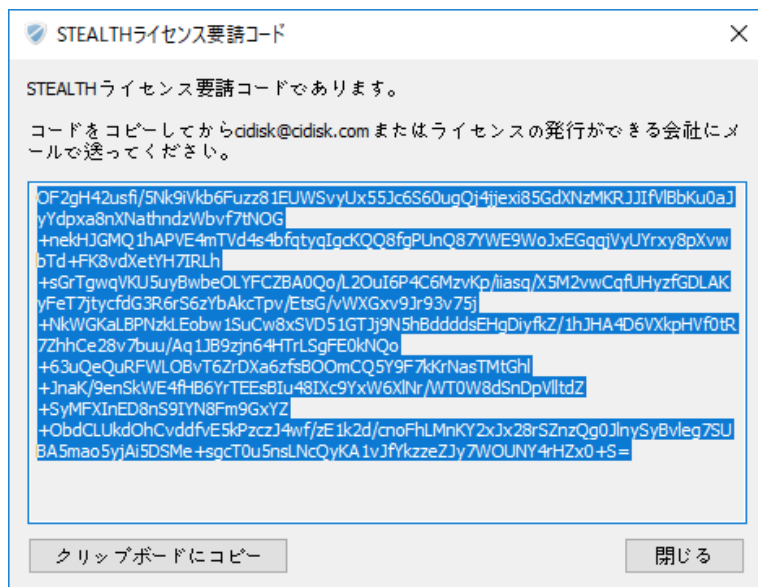 STEALTHライセンス要請コード
STEALTHライセンス要請コードであります。
コードをコピーしてからcidisk@cidisk.comまたはライセンスの発行ができる会社にメ
ールで送ってください。
OF2gH42usfi/5Nk9iVkb6Fuzz81EUWSvyUx55Jc6S60ugQj4jjexi85GdXNzMKRJJIfVlBbKu0aJ
yYdpxa8nXNathndzWbvf7tNOG
+nekHJGMQ1hAPVE4mTVd4s4bfqtyqIgcKQQ8fgPUnQ87YWE9WoJxEGqqjVyUYrxy8pXvw
bTd+FK8vdXetYH7IRLh
+sGrTgwqVKU5uyBwbeOLYFCZBA0Qo/L2OuI6P4C6MzvKp/iiasq/X5M2vwCqfUHyzfGDLAK
yFeT7jtycfdG3R6rS6zYbAkcTpv/EtsG/vWXGxv9Jr93v75j
+NkWGKaLBPNzkLEobw1SuCw8xSVD51GTJj9N5hBddddsEHgDiyfkZ/1hJHA4D6VXkpHVf0tR
7ZhhCe28v7buu/Aq1JB9zjn64HTrLSgFE0kNQo
+63uQeQuRFWLOBvT6ZrDXa6zfsBOOmCQ5Y9F7kKrNasTMtGhl
+JnaK/9enSkWE4fHB6YrTEEsBIu48IXc9YxW6XlNr/WT0W8dSnDpVlltdZ
+SyMFXInED8nS9IYN8Fm9GxYZ
+ObdCLUkdOhCvddfvE5kPzczJ4wf/zE1k2d/cnoFhLMnKY2xJx28rSZnzQg0JlnySyBvleg7SU
BA5mao5yjAi5DSMe+sgcT0u5nsLNcQyKA1vJfYkzzeZJy7WOUNY4rHZx0+S=
クリップボードにコピー
閉じる